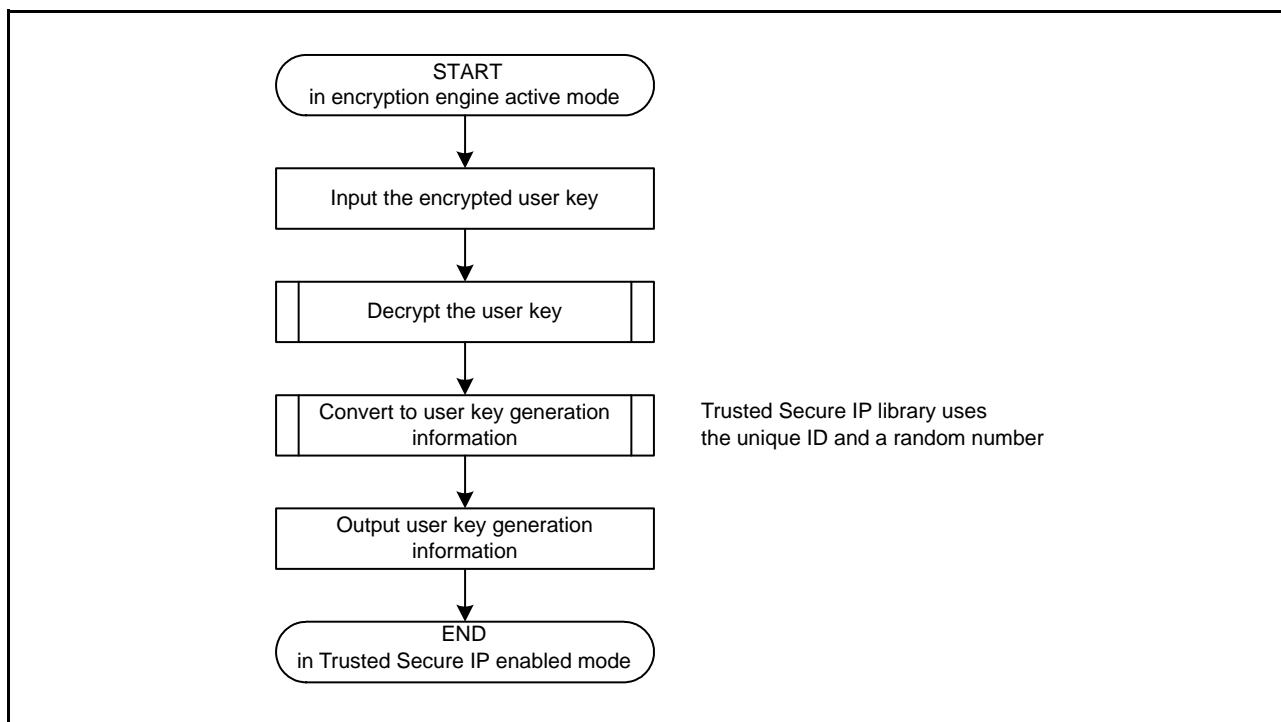 START
in encryption engine active mode
Input the encrypted user key
Decrypt the user key
Convert to user key generation
information
Trusted Secure IP library uses
the unique ID and a random number
Output user key generation
information
END
in Trusted Secure IP enabled mode